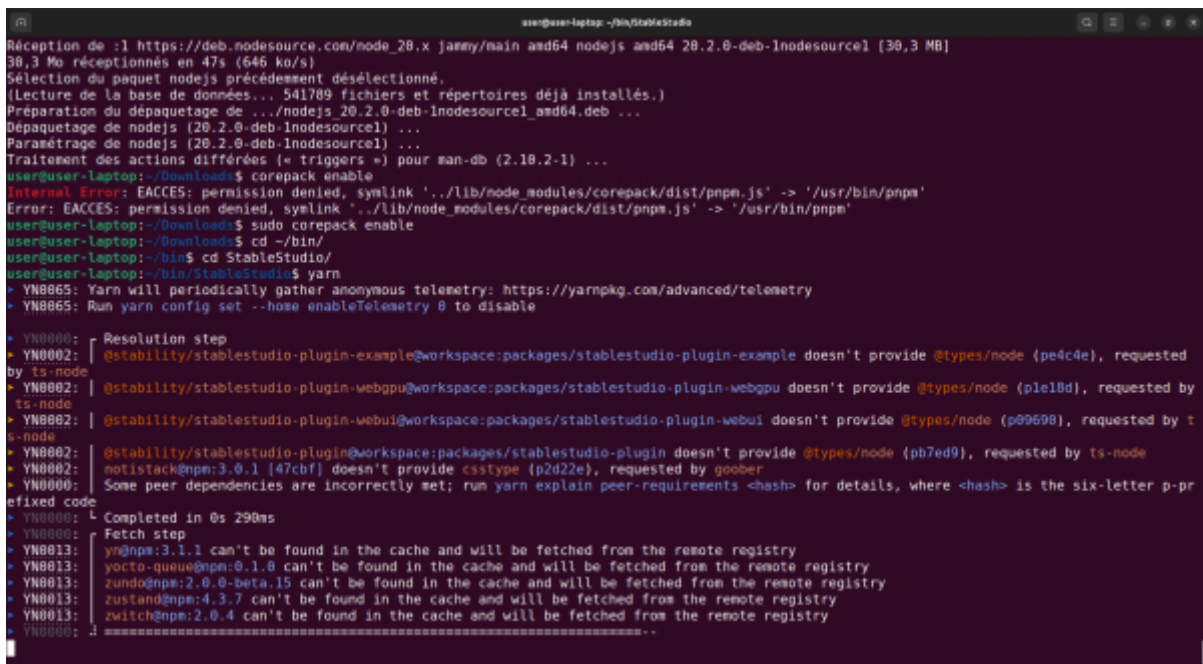 user@user-laptop: ~/bin/StableStudio
Réception de :1 https://deb.nodesource.com/node_20.x jammy/main amd64 nodejs amd64 20.2.0-deb-1nodesource1 [30,3 MB]
30,3 Mo réceptionnés en 47s (646 ko/s)
Sélection du paquet nodejs précédemment désélectionné.
(Lecture de la base de données... 541789 fichiers et répertoires déjà installés.)
Préparation du dépaquetage de .../nodejs_20.2.0-deb-1nodesource1_amd64.deb ...
Dépaquetage de nodejs (20.2.0-deb-1nodesource1) ...
Paramétrage de nodejs (20.2.0-deb-1nodesource1) ...
Traitement des actions différées (« triggers ») pour man-db (2.10.2-1) ...
user@user-laptop:~/Downloads$ corepack enable
Internal Error: EACCES: permission denied, symlink '../lib/node_modules/corepack/dist/pnpm.js' -> '/usr/bin/pnpm'
Error: EACCES: permission denied, symlink '../lib/node_modules/corepack/dist/pnpm.js' -> '/usr/bin/pnpm'
user@user-laptop:~/Downloads$ sudo corepack enable
user@user-laptop:~/Downloads$ cd ~/bin/
user@user-laptop:~/bin$ cd StableStudio/
user@user-laptop:~/bin/StableStudio$ yarn
➤ YN0065: Yarn will periodically gather anonymous telemetry: https://yarnpkg.com/advanced/telemetry
➤ YN0065: Run yarn config set --home enableTelemetry 0 to disable
➤ YN0000: ┌ Resolution step
➤ YN0002: │ @stability/stablestudio-plugin-example@workspace:packages/stablestudio-plugin-example doesn't provide @types/node (pe4c4e), requested
by ts-node
➤ YN0002: │ @stability/stablestudio-plugin-webgpu@workspace:packages/stablestudio-plugin-webgpu doesn't provide @types/node (p1e18d), requested by
ts-node
➤ YN0002: │ @stability/stablestudio-plugin-webui@workspace:packages/stablestudio-plugin-webui doesn't provide @types/node (p09690), requested by t
s-node
➤ YN0002: │ @stability/stablestudio-plugin@workspace:packages/stablestudio-plugin doesn't provide @types/node (pb7ed9), requested by ts-node
➤ YN0002: │ notistack@npm:3.0.1 [47cbf] doesn't provide csstype (p2d22e), requested by goober
➤ YN0000: │ Some peer dependencies are incorrectly met; run yarn explain peer-requirements <hash> for details, where <hash> is the six-letter p-pr
efixed code
➤ YN0000: └ Completed in 0s 290ms
➤ YN0000: ┌ Fetch step
➤ YN0013: │ yn@npm:3.1.1 can't be found in the cache and will be fetched from the remote registry
➤ YN0013: │ yocto-queue@npm:0.1.0 can't be found in the cache and will be fetched from the remote registry
➤ YN0013: │ zundo@npm:2.0.0-beta.15 can't be found in the cache and will be fetched from the remote registry
➤ YN0013: │ zustand@npm:4.3.7 can't be found in the cache and will be fetched from the remote registry
➤ YN0013: │ zwitch@npm:2.0.4 can't be found in the cache and will be fetched from the remote registry
➤ YN0000: ⠼ ===================================================================--